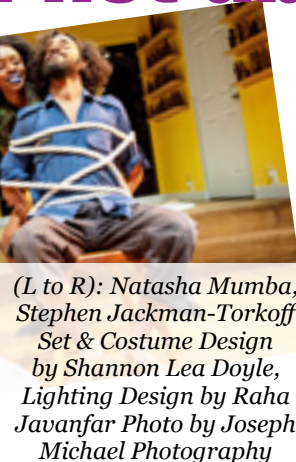 (L to R): Natasha Mumba,
Stephen Jackman-Torkoff
Set & Costume Design
by Shannon Lea Doyle,
Lighting Design by Raha
Javanfar Photo by Joseph
Michael Photography